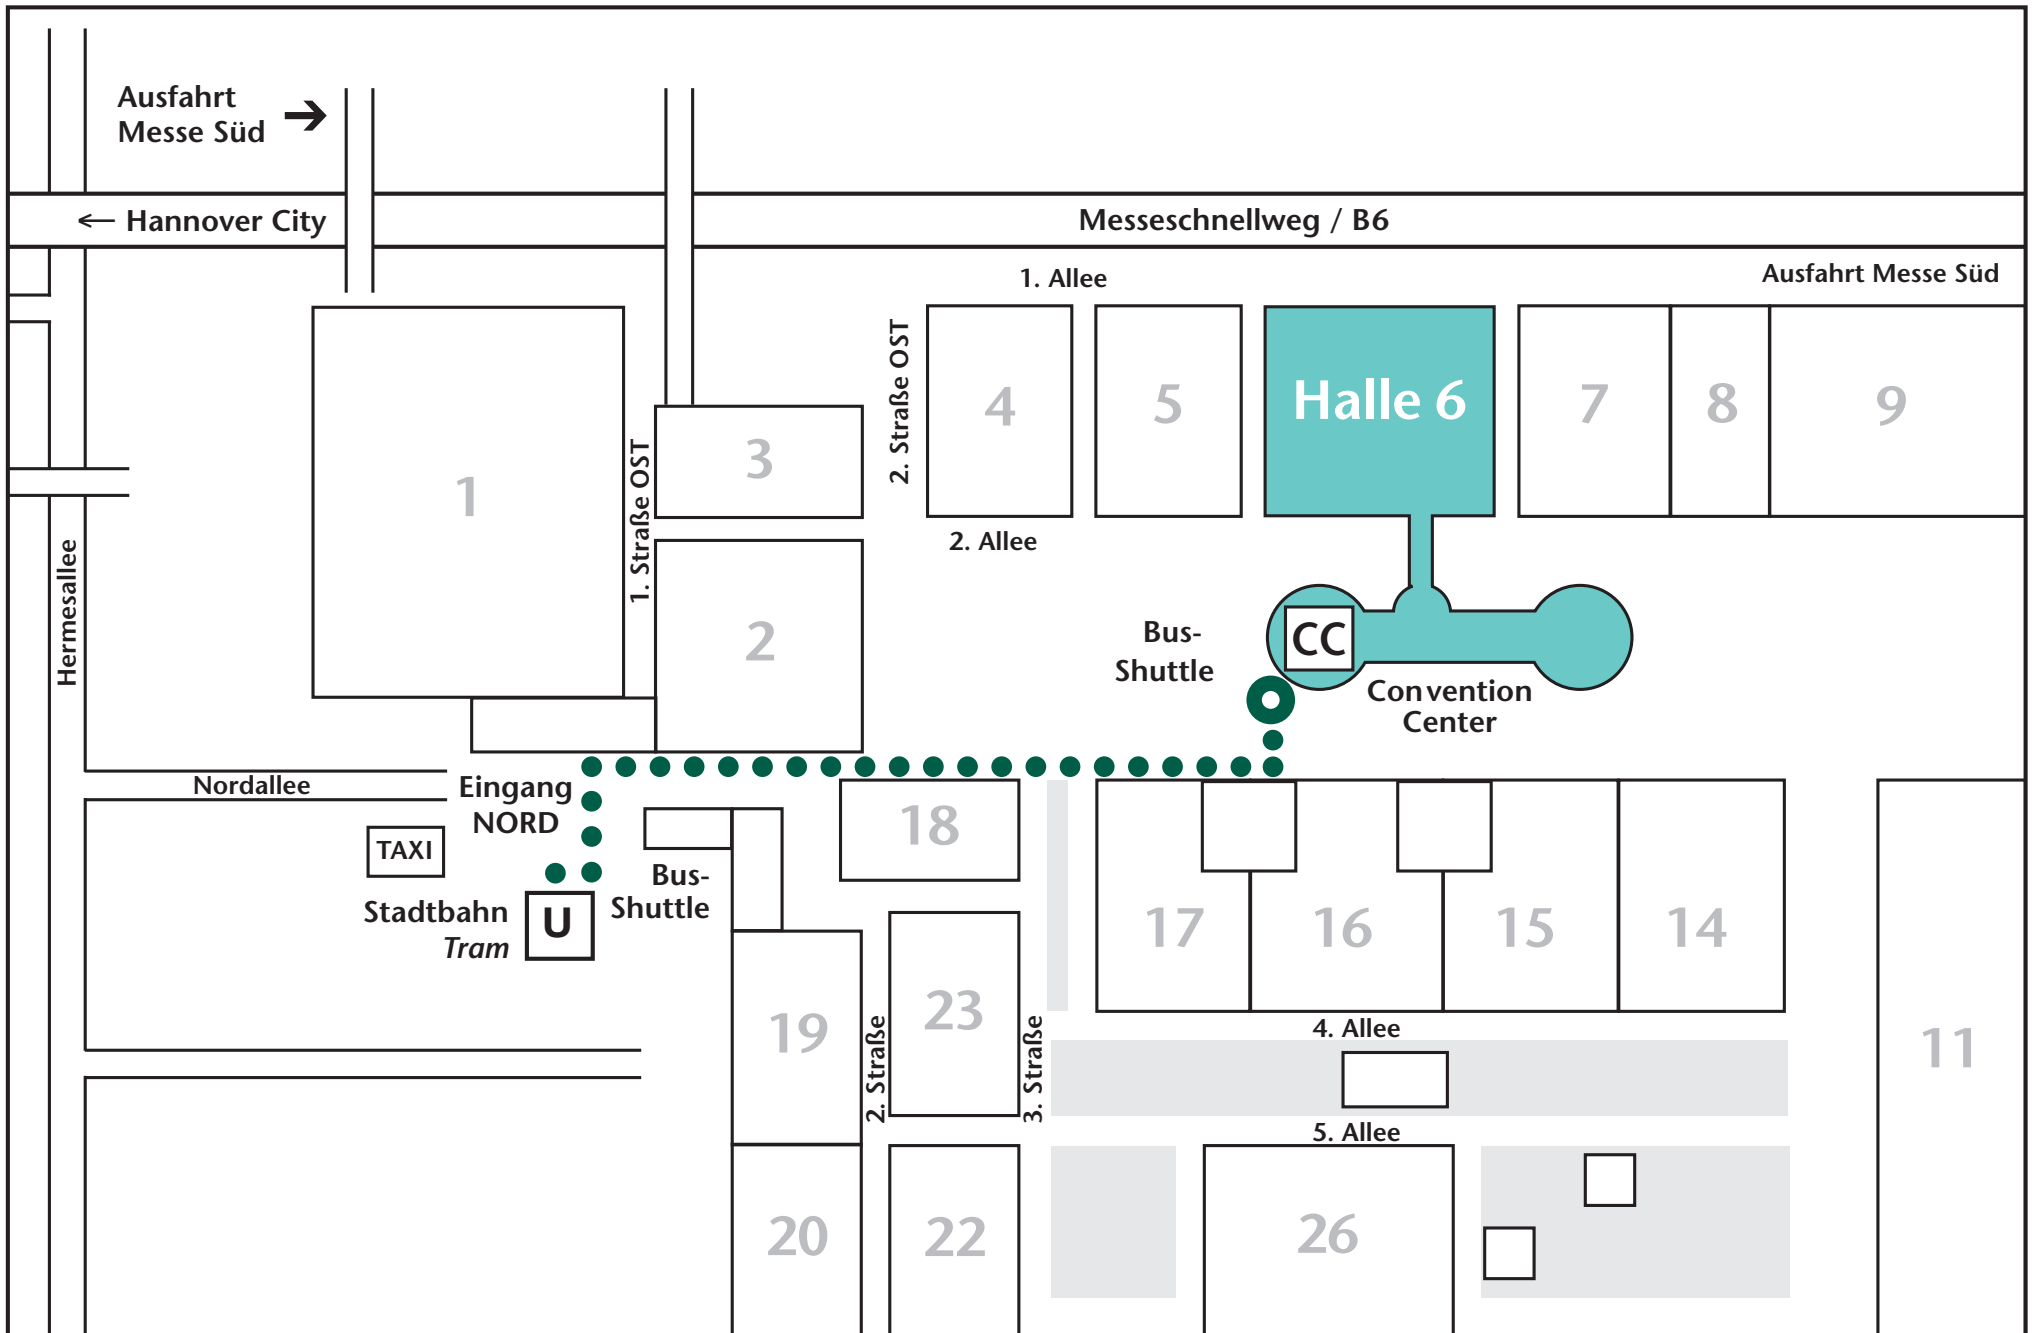 Ausfahrt
Messe Süd →
← Hannover City
Messeschnellweg / B6
1. Allee
Ausfahrt Messe Süd
2. Straße OST
4
5
Halle 6
7
8
9
1
1. Straße OST
3
2. Allee
Hermesallee
2
Bus-
Shuttle
CC
Convention
Center
Nordallee
Eingang
NORD
TAXI
18
Bus-
Shuttle
Stadtbahn
Tram
U
17
16
15
14
19
2. Straße
23
3. Straße
4. Allee
11
5. Allee
20
22
26